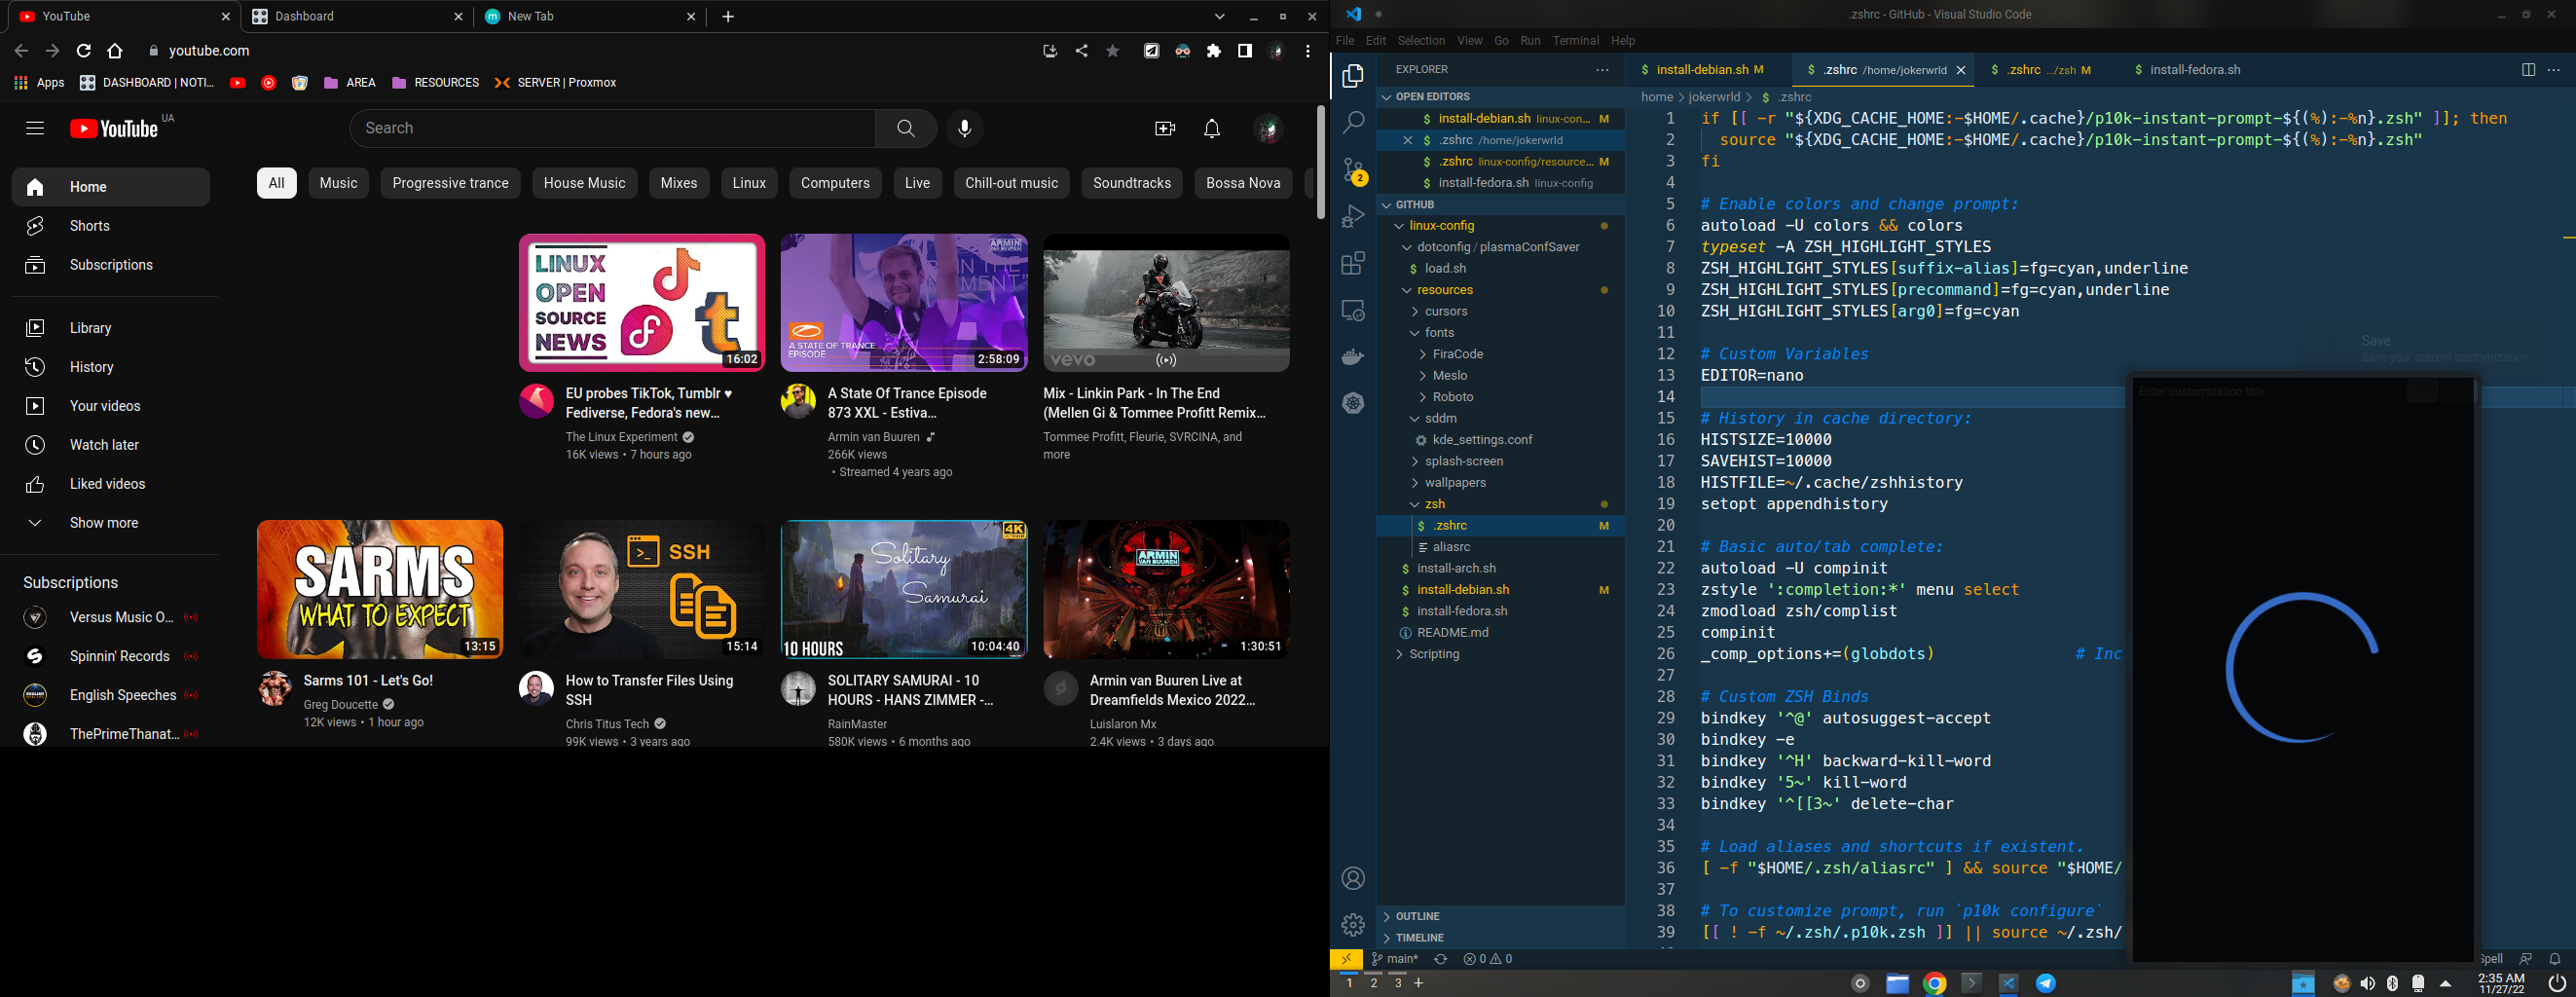 YouTube
Dashboard
New Tab
youtube.com
Apps
DASHBOARD | NOTI...
AREA
RESOURCES
SERVER | Proxmox
YouTube UA
Search
Home
Shorts
Subscriptions
Library
History
Your videos
Watch later
Liked videos
Show more
Subscriptions
Versus Music O...
Spinnin' Records
English Speeches
ThePrimeThanat...
All
Music
Progressive trance
House Music
Mixes
Linux
Computers
Live
Chill-out music
Soundtracks
Bossa Nova
LINUX
OPEN
SOURCE
NEWS
16:02
EU probes TikTok, Tumblr ♥
Fediverse, Fedora's new...
The Linux Experiment
16K views • 7 hours ago
ARMIN
VAN BUUREN
A STATE OF TRANCE
EPISODE
2:58:09
A State Of Trance Episode
873 XXL - Estiva...
Armin van Buuren
266K views
• Streamed 4 years ago
vevo
Mix - Linkin Park - In The End
(Mellen Gi & Tommee Profitt Remix...
Tommee Profitt, Fleurie, SVRCINA, and
more
SARMS
WHAT TO EXPECT
13:15
Sarms 101 - Let's Go!
Greg Doucette
12K views • 1 hour ago
SSH
15:14
How to Transfer Files Using
SSH
Chris Titus Tech
99K views • 3 years ago
4K
Solitary
Samurai
10 HOURS
10:04:40
SOLITARY SAMURAI - 10
HOURS - HANS ZIMMER -...
RainMaster
580K views • 6 months ago
ARMIN
VAN BUUREN
1:30:51
Armin van Buuren Live at
Dreamfields Mexico 2022...
Luislaron Mx
2.4K views • 3 days ago
.zshrc - GitHub - Visual Studio Code
File Edit Selection View Go Run Terminal Help
EXPLORER
OPEN EDITORS
install-debian.sh linux-con... M
.zshrc /home/jokerwrld
.zshrc linux-config/resource... M
install-fedora.sh linux-config
GITHUB
linux-config
dotconfig / plasmaConfSaver
load.sh
resources
cursors
fonts
FiraCode
Meslo
Roboto
sddm
kde_settings.conf
splash-screen
wallpapers
zsh
.zshrc M
aliasrc
install-arch.sh
install-debian.sh M
install-fedora.sh
README.md
Scripting
OUTLINE
TIMELINE
2
install-debian.sh M
.zshrc /home/jokerwrld
.zshrc .../zsh M
install-fedora.sh
home > jokerwrld > $ .zshrc
1 if [[ -r "${XDG_CACHE_HOME:-$HOME/.cache}/p10k-instant-prompt-${(%):-%n}.zsh" ]]; then
2 source "${XDG_CACHE_HOME:-$HOME/.cache}/p10k-instant-prompt-${(%):-%n}.zsh"
3 fi
4
5 # Enable colors and change prompt:
6 autoload -U colors && colors
7 typeset -A ZSH_HIGHLIGHT_STYLES
8 ZSH_HIGHLIGHT_STYLES[suffix-alias]=fg=cyan,underline
9 ZSH_HIGHLIGHT_STYLES[precommand]=fg=cyan,underline
10 ZSH_HIGHLIGHT_STYLES[arg0]=fg=cyan
11
12 # Custom Variables
13 EDITOR=nano
14
15 # History in cache directory:
16 HISTSIZE=10000
17 SAVEHIST=10000
18 HISTFILE=~/.cache/zshhistory
19 setopt appendhistory
20
21 # Basic auto/tab complete:
22 autoload -U compinit
23 zstyle ':completion:*' menu select
24 zmodload zsh/complist
25 compinit
26 _comp_options+=(globdots) # Inc
27
28 # Custom ZSH Binds
29 bindkey '^@' autosuggest-accept
30 bindkey -e
31 bindkey '^H' backward-kill-word
32 bindkey '5~' kill-word
33 bindkey '^[[3~' delete-char
34
35 # Load aliases and shortcuts if existent.
36 [ -f "$HOME/.zsh/aliasrc" ] && source "$HOME/
37
38 # To customize prompt, run `p10k configure`
39 [[ ! -f ~/.zsh/.p10k.zsh ]] || source ~/.zsh/
Save
Save your current customization
Enter customization title
main*
0 0
Spell
1 2 3 +
2:35 AM
11/27/22